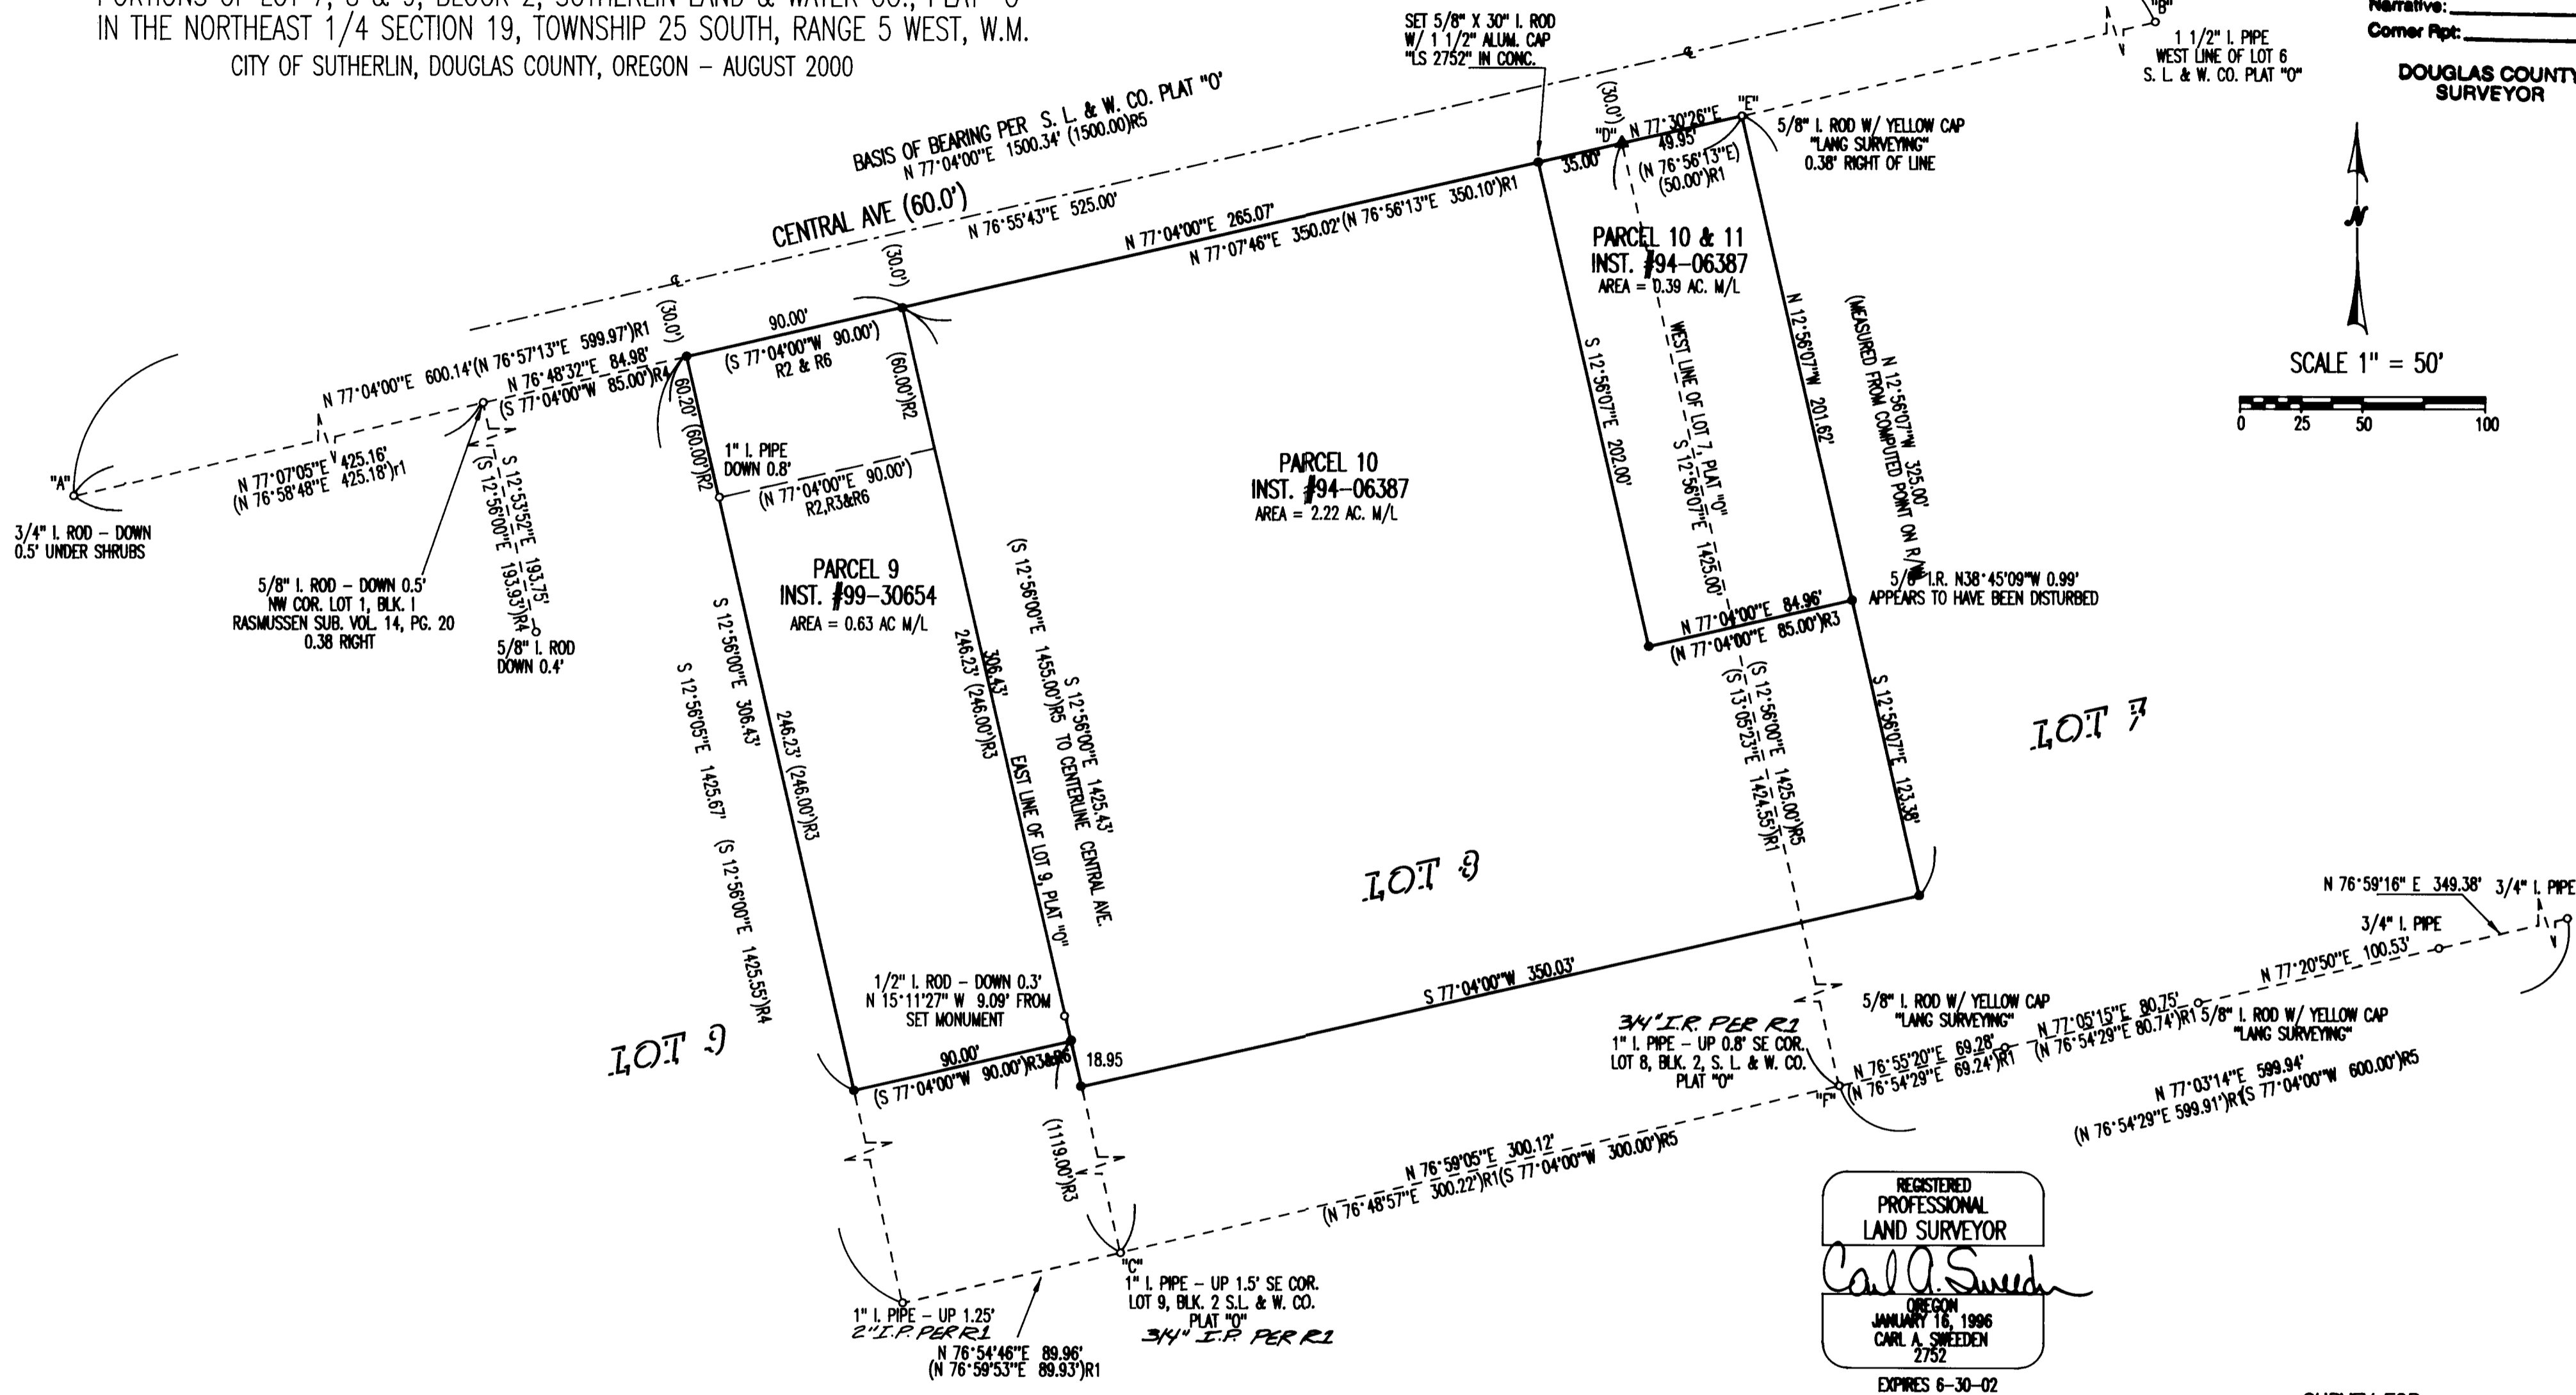 IN THE NORTHEAST 1/4 SECTION 19, TOWNSHIP 25 SOUTH, RANGE 5 WEST, W.M.
CITY OF SUTHERLIN, DOUGLAS COUNTY, OREGON – AUGUST 2000
SET 5/8" X 30" I. ROD
W/ 1 1/2" ALUM. CAP
"LS 2752" IN CONC.
"B"
1 1/2" I. PIPE
WEST LINE OF LOT 6
S. L. & W. CO. PLAT "O"
Narrative:
Corner Rpt:
DOUGLAS COUNTY
SURVEYOR
N
SCALE 1" = 50'
0 25 50 100
BASIS OF BEARING PER S. L. & W. CO. PLAT "O"
N 77°04'00"E 1500.34' (1500.00)R5
CENTRAL AVE (60.0')
N 76°55'43"E 525.00'
(30.0')
(30.0')
(30.0')
N 77°04'00"E 265.07'
N 77°07'46"E 350.02'(N 76°56'13"E 350.10')R1
35.00'
"D"
"E"
N 77°30'26"E
49.95'
(N 76°56'13"E)
(50.00')R1
5/8" I. ROD W/ YELLOW CAP
"LANG SURVEYING"
0.38' RIGHT OF LINE
N 77°04'00"E 600.14'(N 76°57'13"E 599.97')R1
N 76°48'32"E 84.98'
(S 77°04'00"W 85.00')R4
"A"
N 77°07'05"E 425.16'
(N 76°58'48"E 425.18')r1
3/4" I. ROD – DOWN
0.5' UNDER SHRUBS
5/8" I. ROD – DOWN 0.5'
NW COR. LOT 1, BLK. 1
RASMUSSEN SUB. VOL. 14, PG. 20
0.38 RIGHT
S 12°53'52"E 193.75'
(S 12°56'00"E 193.93')R4
5/8" I. ROD
DOWN 0.4'
90.00'
(S 77°04'00"W 90.00')
R2 & R6
60.20' (60.00')R2
(60.00')R2
1" I. PIPE
DOWN 0.8'
(N 77°04'00"E 90.00')
R2,R3&R6
PARCEL 9
INST. #99-30654
AREA = 0.63 AC M/L
S 12°56'00"E 306.43'
246.23' (246.00')R3
S 12°56'05"E 1425.67' (S 12°56'00"E 1425.55')R4
306.43'
246.23' (246.00')R3
(S 12°56'00"E 1455.00')R5 TO CENTERLINE CENTRAL AVE.
S 12°56'00"E 1425.43'
EAST LINE OF LOT 9, PLAT "O"
PARCEL 10
INST. #94-06387
AREA = 2.22 AC. M/L
PARCEL 10 & 11
INST. #94-06387
AREA = 0.39 AC. M/L
S 12°56'07"E 202.00'
WEST LINE OF LOT 7, PLAT "O"
S 12°56'07"E 1425.00'
N 12°56'07"W 201.62'
N 12°56'07"W 325.00'
(MEASURED FROM COMPUTED POINT ON R/W
5/8" I.R. N38°45'09"W 0.99'
APPEARS TO HAVE BEEN DISTURBED
N 77°04'00"E 84.96'
(N 77°04'00"E 85.00')R3
(S 12°56'00"E 1425.00')R5
(S 13°05'23"E 1424.55')R1
S 12°56'07"E 123.38'
LOT 7
LOT 8
LOT 9
S 77°04'00"W 350.03'
1/2" I. ROD – DOWN 0.3'
N 15°11'27" W 9.09' FROM
SET MONUMENT
90.00'
(S 77°04'00"W 90.00')R3&R6
18.95
(1119.00')R3
3/4" I.R. PER R1
1" I. PIPE – UP 0.8' SE COR.
LOT 8, BLK. 2, S. L. & W. CO.
PLAT "O"
"F"
5/8" I. ROD W/ YELLOW CAP
"LANG SURVEYING"
N 76°55'20"E 69.28'
(N 76°54'29"E 69.24')R1
N 77°05'15"E 80.75'
(N 76°54'29"E 80.74')R1
5/8" I. ROD W/ YELLOW CAP
"LANG SURVEYING"
N 77°20'50"E 100.53'
3/4" I. PIPE
N 76°59'16" E 349.38'
3/4" I. PIPE
N 77°03'14"E 599.94'
(N 76°54'29"E 599.91')R1(S 77°04'00"W 600.00')R5
N 76°59'05"E 300.12'
(N 76°48'57"E 300.22')R1(S 77°04'00"W 300.00')R5
"C"
1" I. PIPE – UP 1.5' SE COR.
LOT 9, BLK. 2 S.L. & W. CO.
PLAT "O"
3/4" I.P. PER R1
1" I. PIPE – UP 1.25'
2" I.P. PER R1
N 76°54'46"E 89.96'
(N 76°59'53"E 89.93')R1
REGISTERED
PROFESSIONAL
LAND SURVEYOR
Carl A. Sweeden
OREGON
JANUARY 16, 1996
CARL A. SWEEDEN
2752
EXPIRES 6-30-02